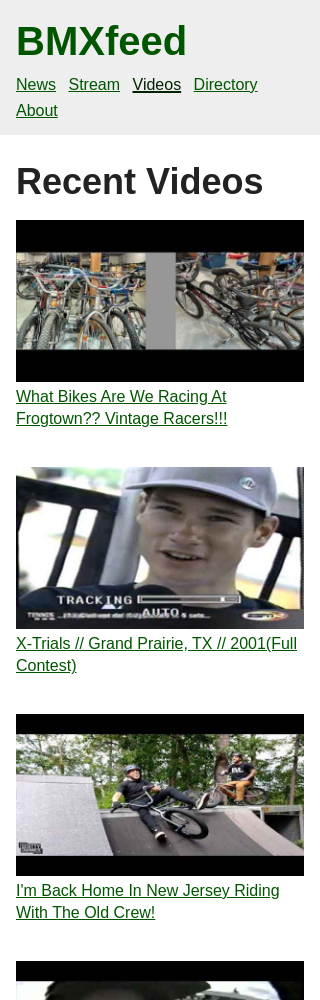 BMXfeed
News Stream Videos Directory
About
Recent Videos
What Bikes Are We Racing At
Frogtown?? Vintage Racers!!!
TRACKING
AUTO
X-Trials // Grand Prairie, TX // 2001(Full
Contest)
I'm Back Home In New Jersey Riding
With The Old Crew!